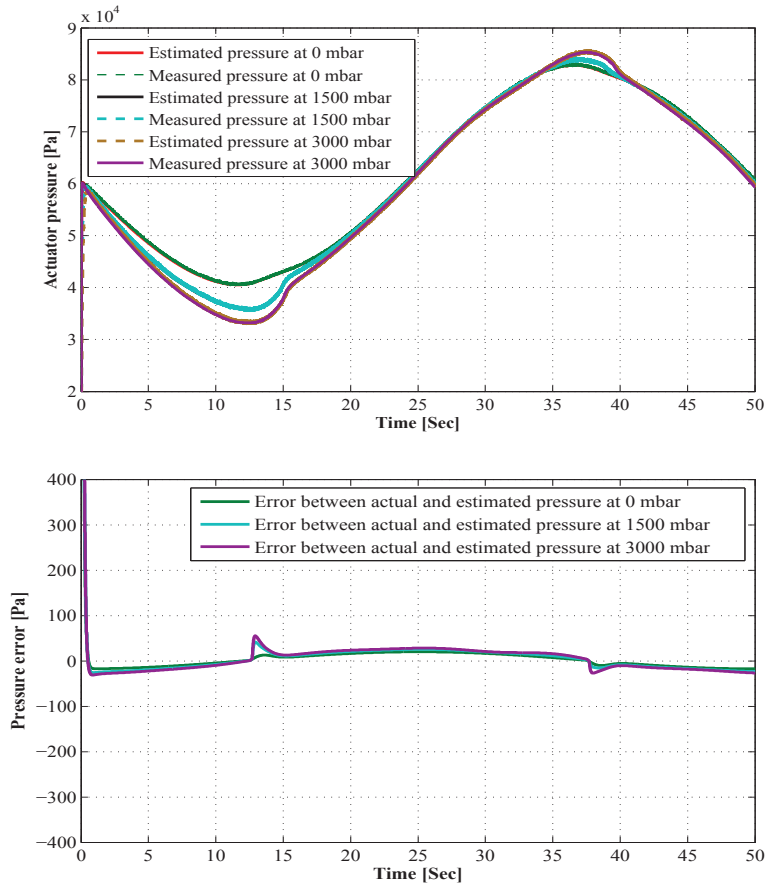 x 10⁴
9
8
7
6
5
4
3
2
Actuator pressure [Pa]
Estimated pressure at 0 mbar
Measured pressure at 0 mbar
Estimated pressure at 1500 mbar
Measured pressure at 1500 mbar
Estimated pressure at 3000 mbar
Measured pressure at 3000 mbar
0 5 10 15 20 25 30 35 40 45 50
Time [Sec]
400
300
200
100
0
−100
−200
−300
−400
Pressure error [Pa]
Error between actual and estimated pressure at 0 mbar
Error between actual and estimated pressure at 1500 mbar
Error between actual and estimated pressure at 3000 mbar
0 5 10 15 20 25 30 35 40 45 50
Time [Sec]